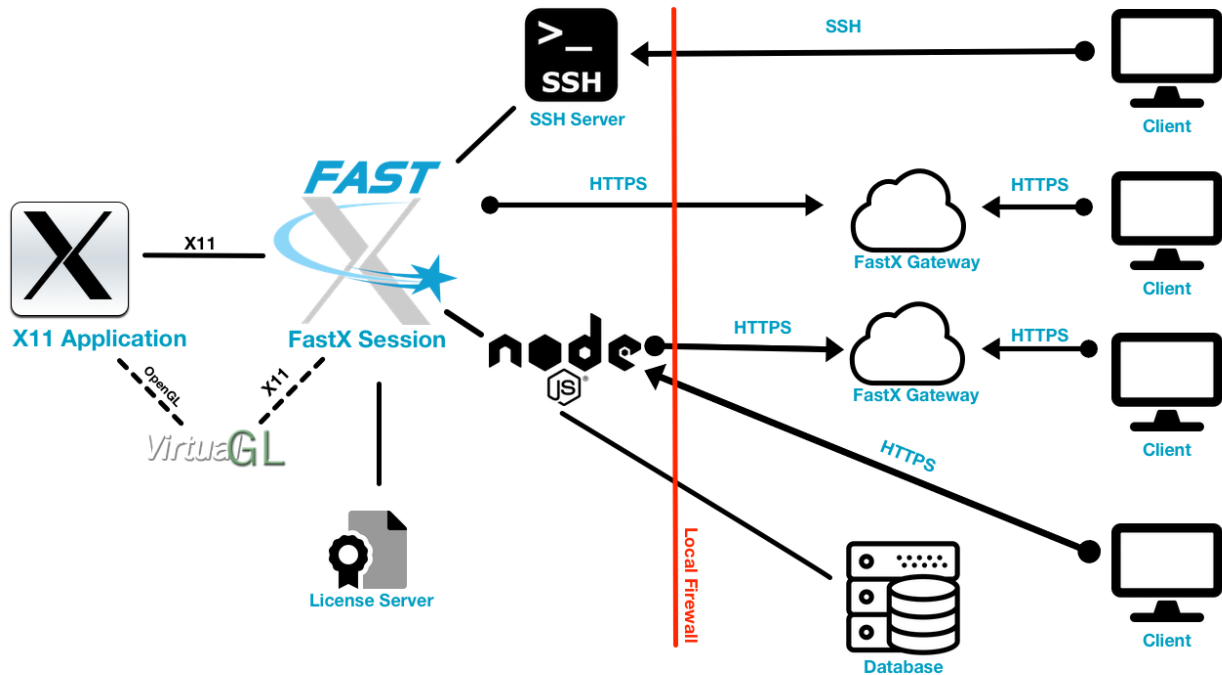 SSH
>_
SSH
SSH Server
Client
FAST
X
HTTPS
HTTPS
FastX Gateway
Client
X
X11
X11 Application
FastX Session
HTTPS
HTTPS
FastX Gateway
node
JS®
OpenGL
X11
VirtualGL
HTTPS
Client
Local Firewall
License Server
Database
Client